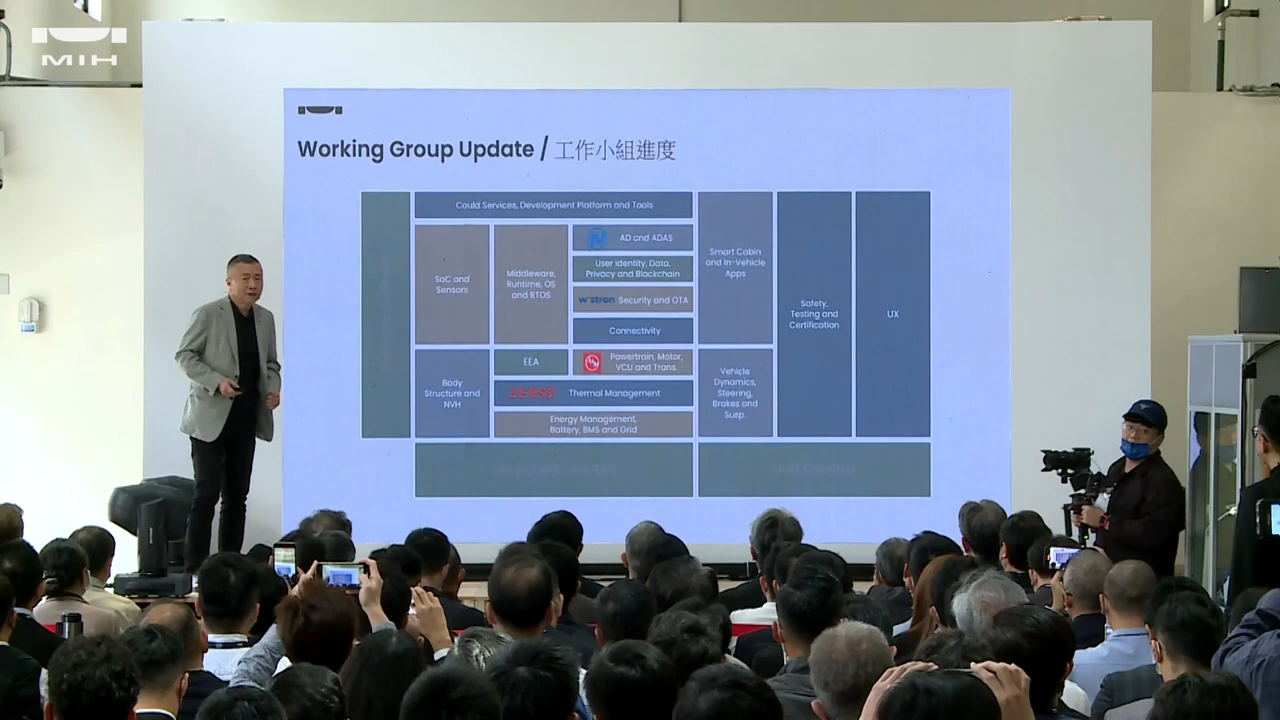 MIH
Working Group Update / 工作小組進度
Could Services, Development Platform and Tools
SoC and
Sensors
Middleware,
Runtime, OS
and RTOS
AD and ADAS
User Identity, Data,
Privacy and Blockchain
wistron Security and OTA
Connectivity
Smart Cabin
and In-Vehicle
Apps
Safety,
Testing and
Certification
UX
Body
Structure and
NVH
EEA
Powertrain, Motor,
VCU and Trans.
DENSO Thermal Management
Energy Management,
Battery, BMS and Grid
Vehicle
Dynamics,
Steering,
Brakes and
Susp.